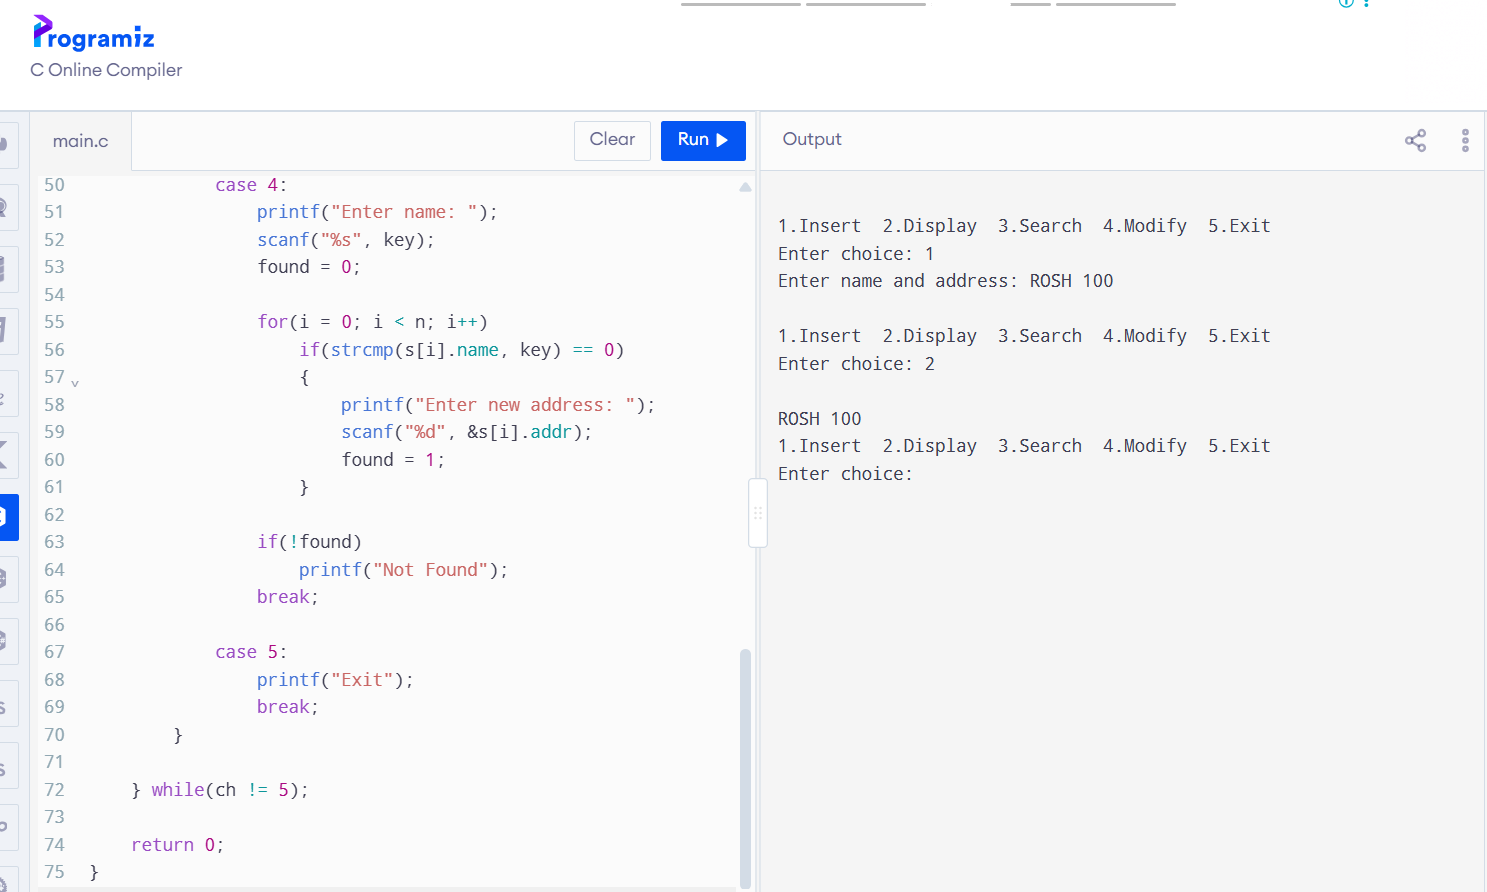 Programiz
C Online Compiler
main.c
Clear
Run
Output
50 case 4:
51 printf("Enter name: ");
52 scanf("%s", key);
53 found = 0;
54
55 for(i = 0; i < n; i++)
56 if(strcmp(s[i].name, key) == 0)
57 {
58 printf("Enter new address: ");
59 scanf("%d", &s[i].addr);
60 found = 1;
61 }
62
63 if(!found)
64 printf("Not Found");
65 break;
66
67 case 5:
68 printf("Exit");
69 break;
70 }
71
72 } while(ch != 5);
73
74 return 0;
75 }
1.Insert  2.Display  3.Search  4.Modify  5.Exit
Enter choice: 1
Enter name and address: ROSH 100
1.Insert  2.Display  3.Search  4.Modify  5.Exit
Enter choice: 2
ROSH 100
1.Insert  2.Display  3.Search  4.Modify  5.Exit
Enter choice: